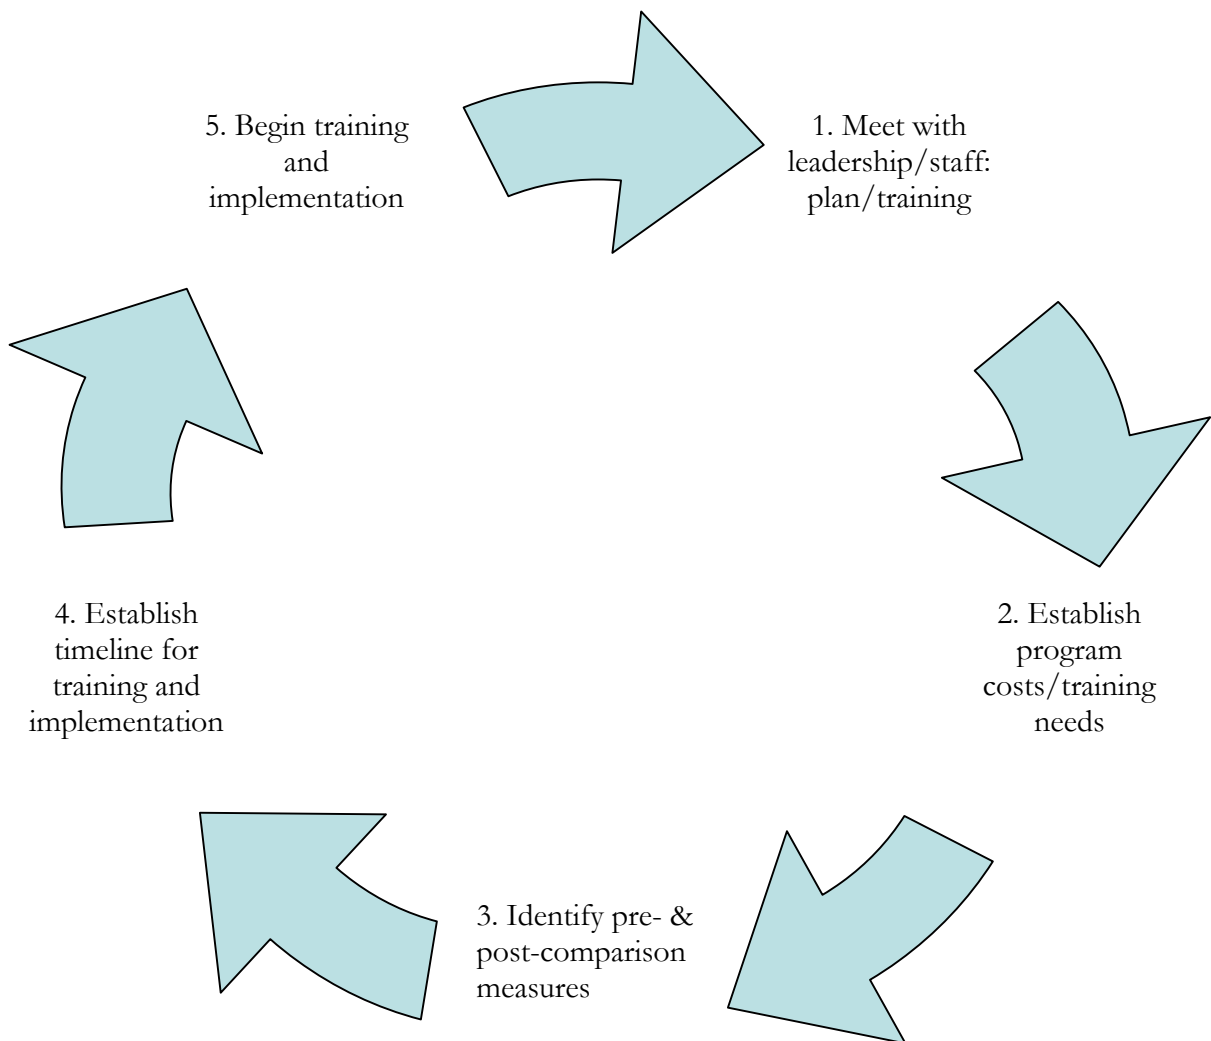 1. Meet with
leadership/staff:
plan/training
2. Establish
program
costs/training
needs
3. Identify pre- &
post-comparison
measures
4. Establish
timeline for
training and
implementation
5. Begin training
and
implementation